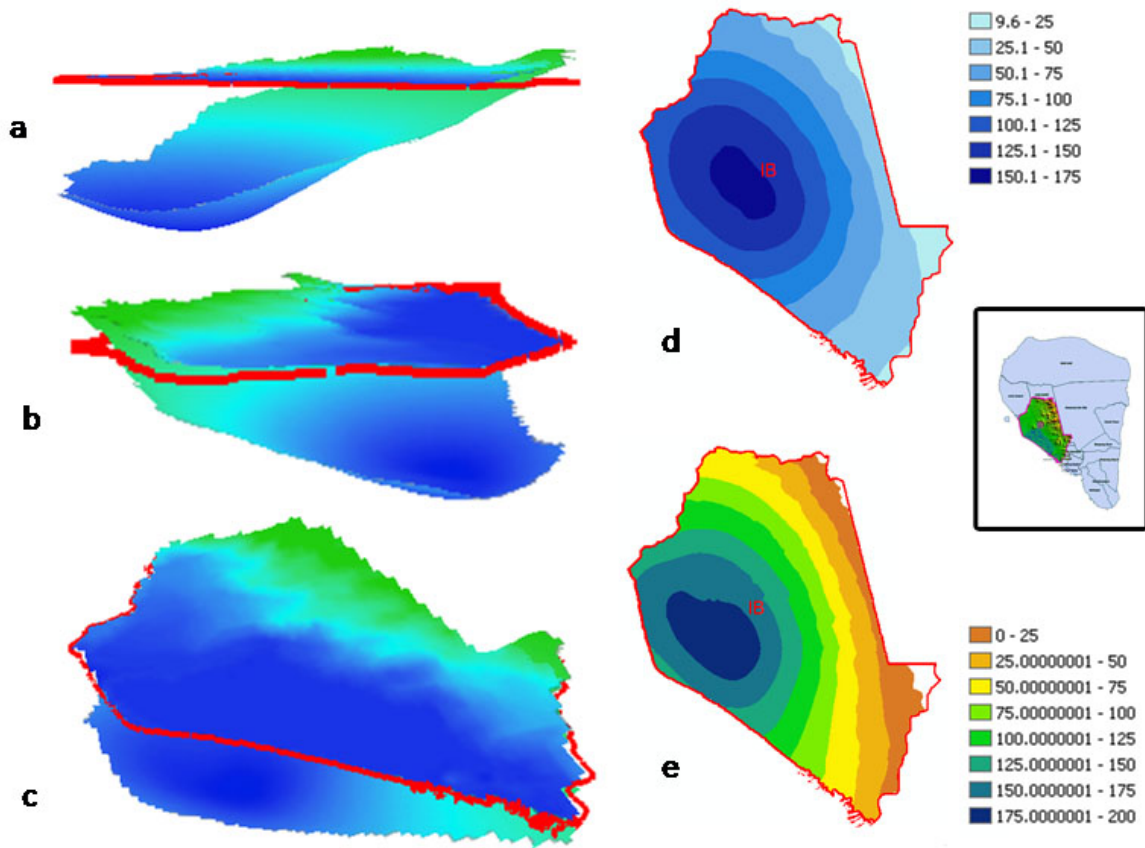 a
b
c
d
IB
9.6 - 25
25.1 - 50
50.1 - 75
75.1 - 100
100.1 - 125
125.1 - 150
150.1 - 175
e
IB
0 - 25
25.00000001 - 50
50.00000001 - 75
75.00000001 - 100
100.0000001 - 125
125.0000001 - 150
150.0000001 - 175
175.0000001 - 200